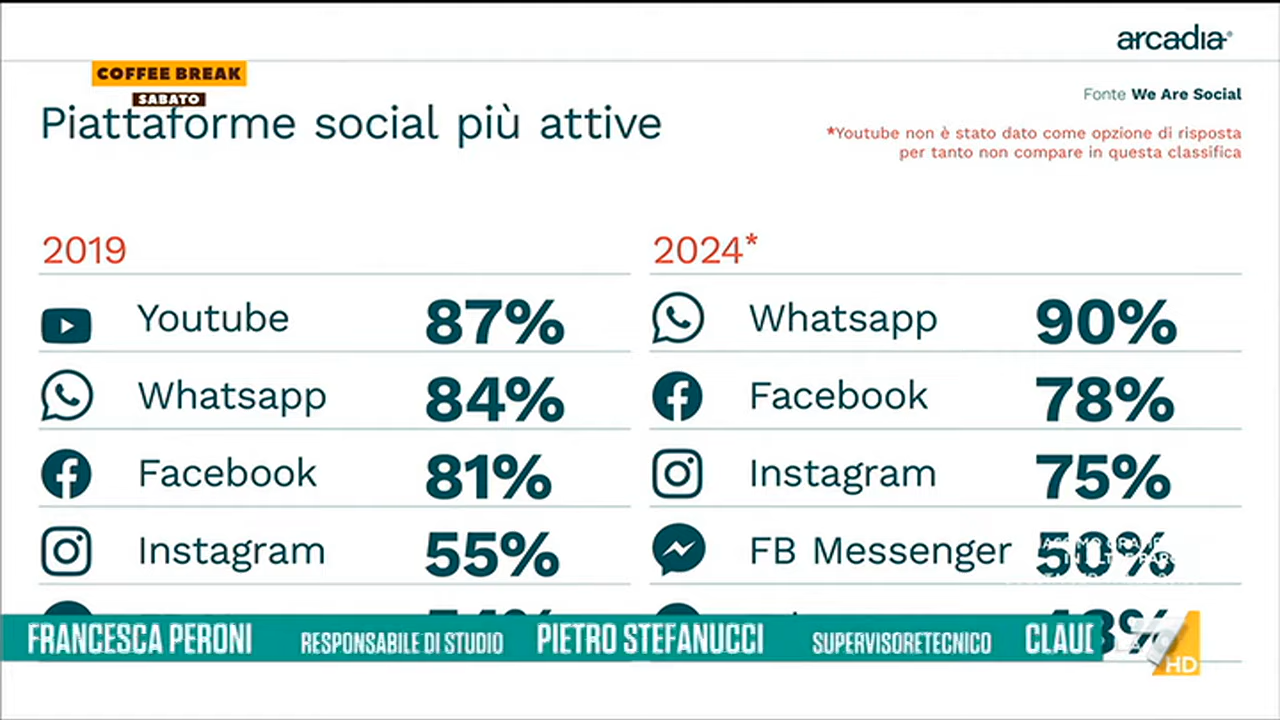 arcadia
COFFEE BREAK
SABATO
Fonte We Are Social
Piattaforme social più attive
*Youtube non è stato dato come opzione di risposta
per tanto non compare in questa classifica
2019
Youtube 87%
Whatsapp 84%
Facebook 81%
Instagram 55%
2024*
Whatsapp 90%
Facebook 78%
Instagram 75%
FB Messenger 50%
FRANCESCA PERONI RESPONSABILE DI STUDIO PIETRO STEFANUCCI SUPERVISORETECNICO
HD